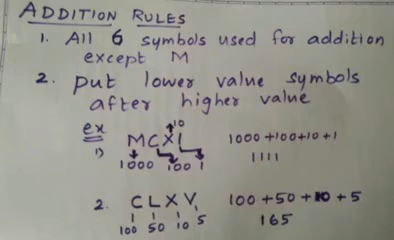 ADDITION RULES
1. All 6 symbols used for addition
except M
2. put lower value symbols
after higher value
ex
10
1) MCXI 1000+100+10+1
1000 100 1 1111
2. CLXV, 100+50+10+5
100 50 10 5 165